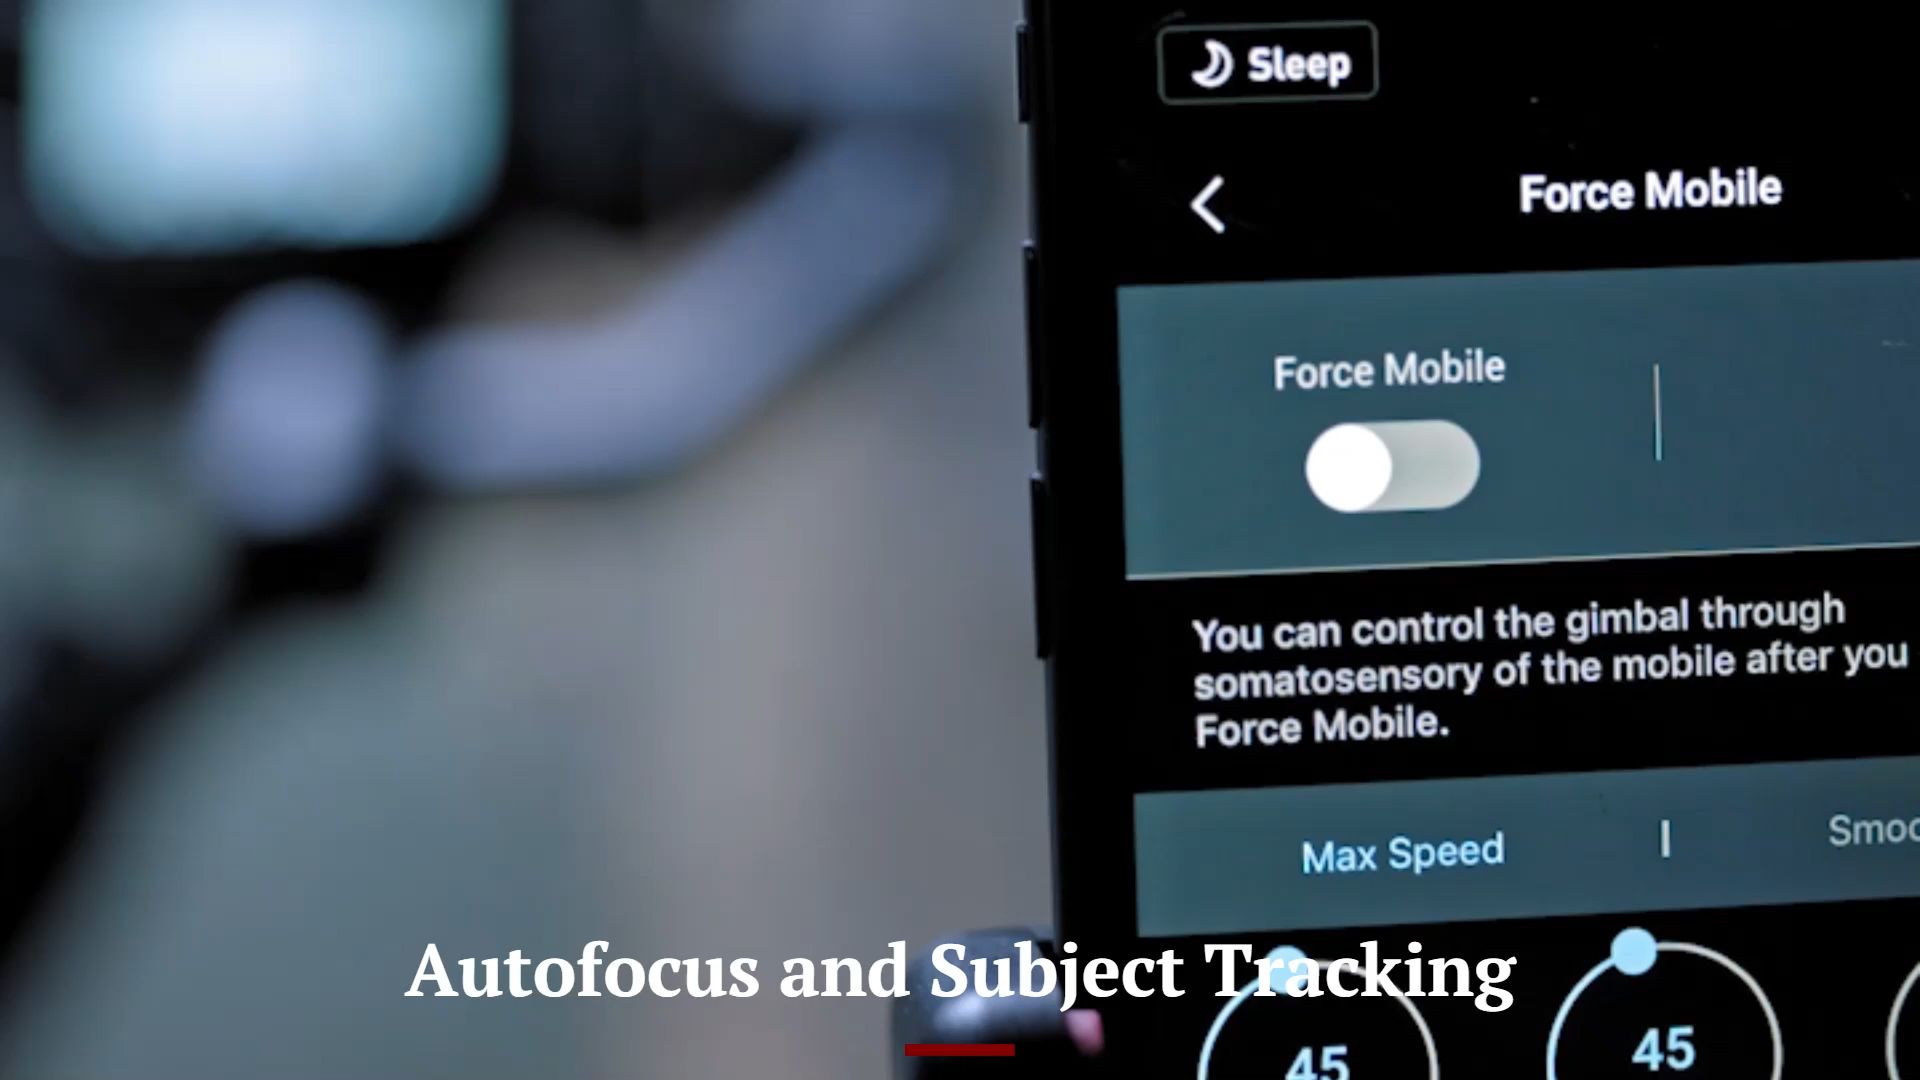 Sleep
Force Mobile
Force Mobile
You can control the gimbal through
somatosensory of the mobile after you
Force Mobile.
Max Speed
Autofocus and Subject Tracking
45
45